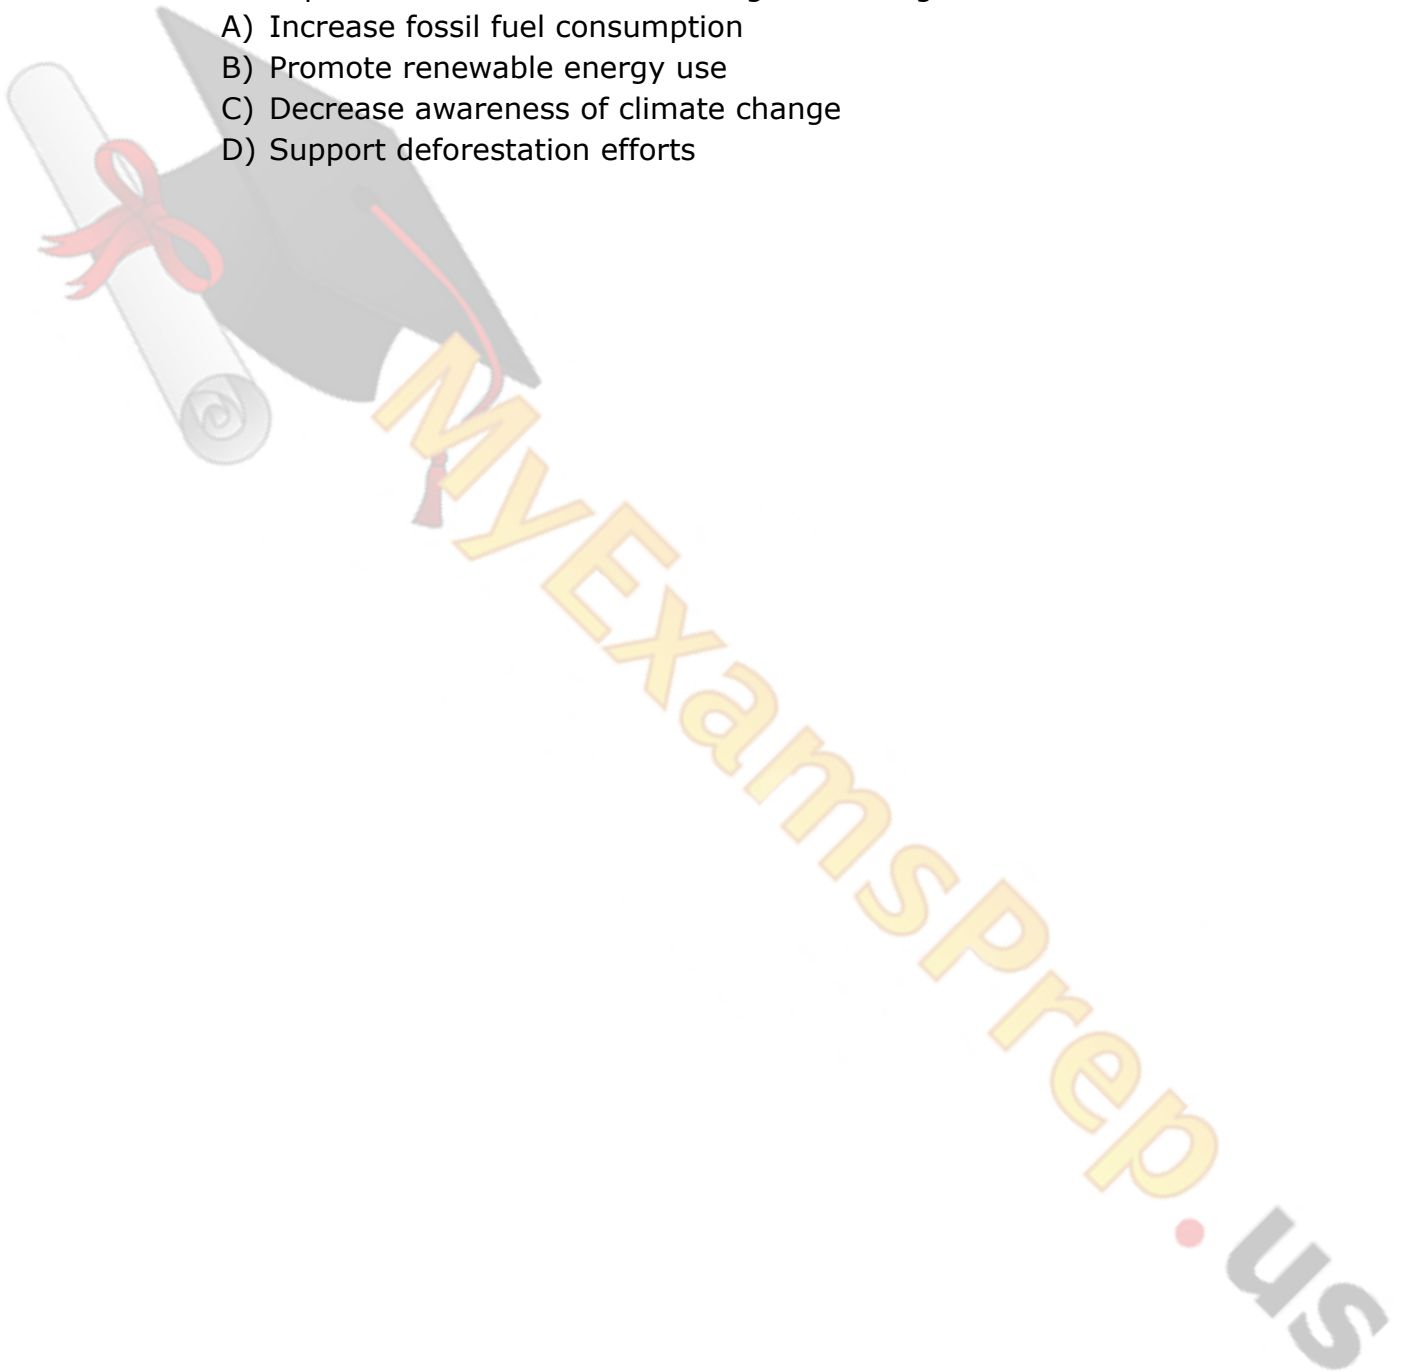 A) Increase fossil fuel consumption
B) Promote renewable energy use
C) Decrease awareness of climate change
D) Support deforestation efforts
MyExamsPrep.us